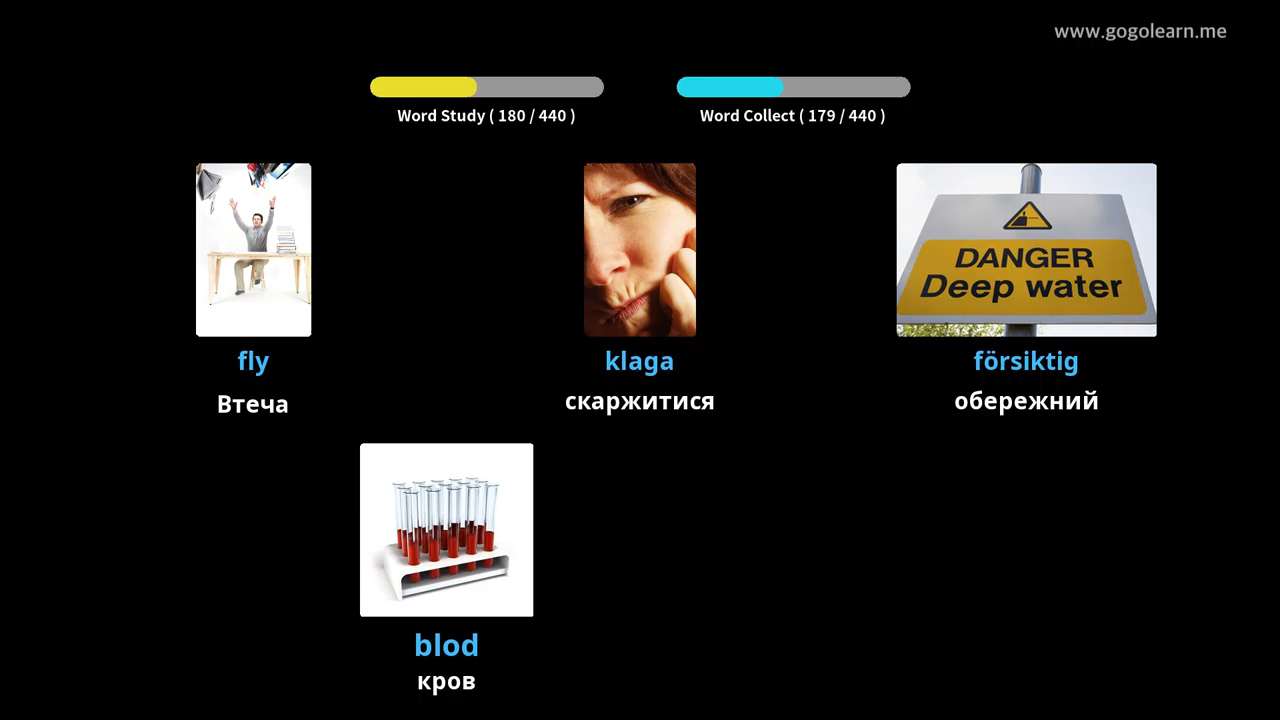 www.gogolearn.me
Word Study ( 180 / 440 )
Word Collect ( 179 / 440 )
DANGER
Deep water
fly
klaga
försiktig
Втеча
скаржитися
обережний
blod
кров